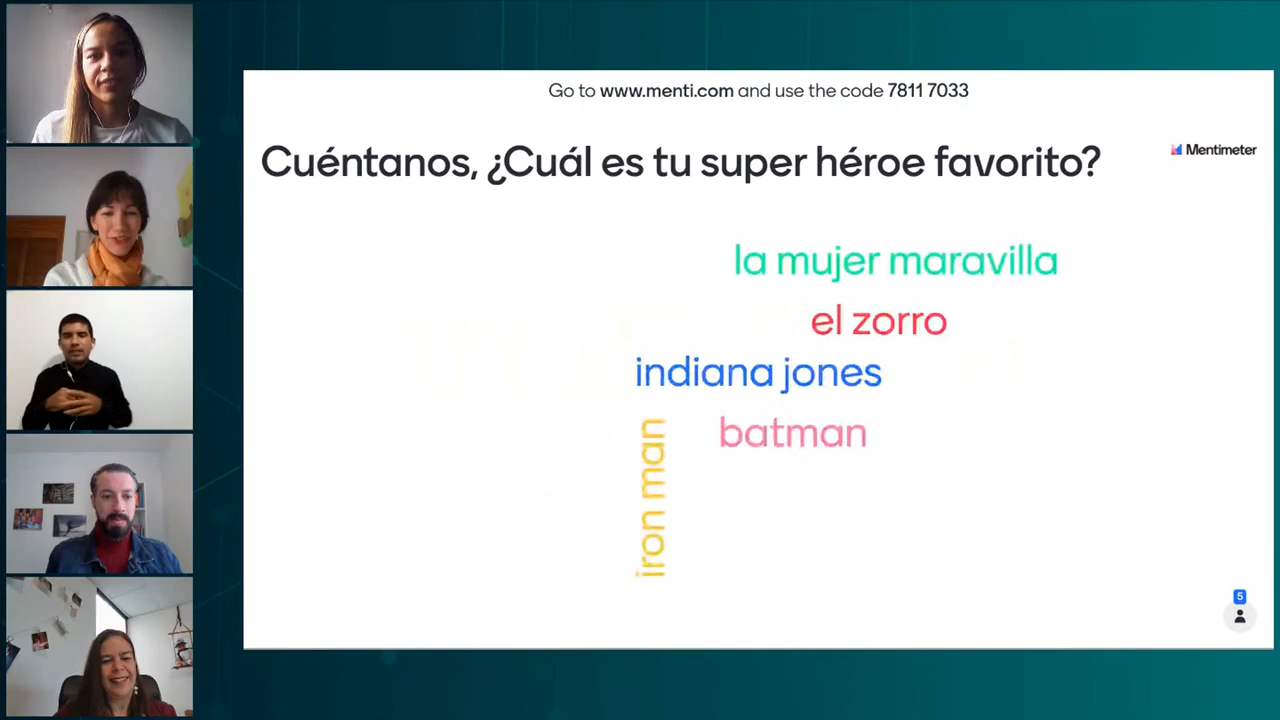 Go to www.menti.com and use the code 7811 7033
Cuéntanos, ¿Cuál es tu super héroe favorito?
Mentimeter
la mujer maravilla
el zorro
indiana jones
batman
iron man
5